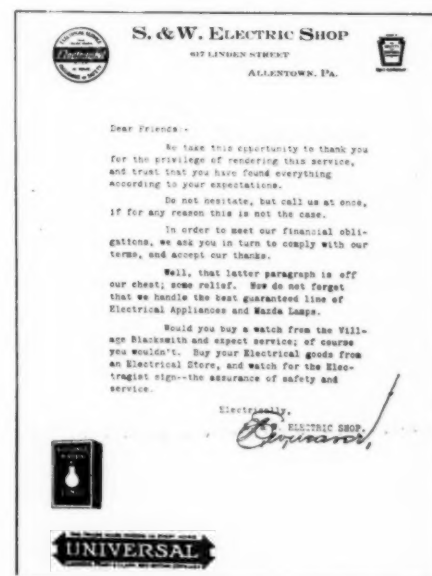 S. & W. ELECTRIC SHOP
617 LINDEN STREET
ALLENTOWN, PA.
Dear Friends:-
We take this opportunity to thank you
for the privilege of rendering this service,
and trust that you have found everything
according to your expectations.
Do not hesitate, but call us at once,
if for any reason this is not the case.
In order to meet our financial obli-
gations, we ask you in turn to comply with our
terms, and accept our thanks.
Well, that latter paragraph is off
our chest; some relief. Now do not forget
that we handle the best guaranteed line of
Electrical Appliances and Mazda Lamps.
Would you buy a watch from the Vill-
age Blacksmith and expect service; of course
you wouldn't. Buy your Electrical goods from
an Electrical Store, and watch for the Elec-
tragist sign--the assurance of safety and
service.
Electrically,
ELECTRIC SHOP.
UNIVERSAL